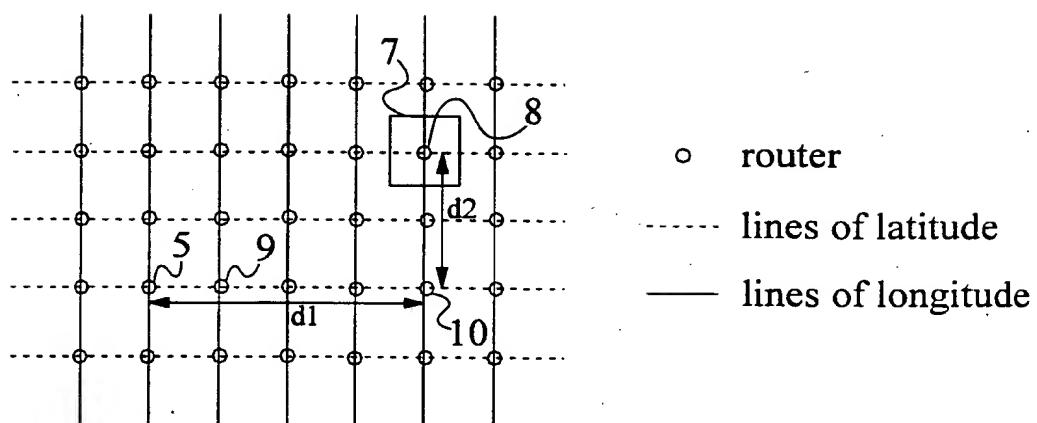 7
8
router
d2
lines of latitude
5
9
lines of longitude
d1
10